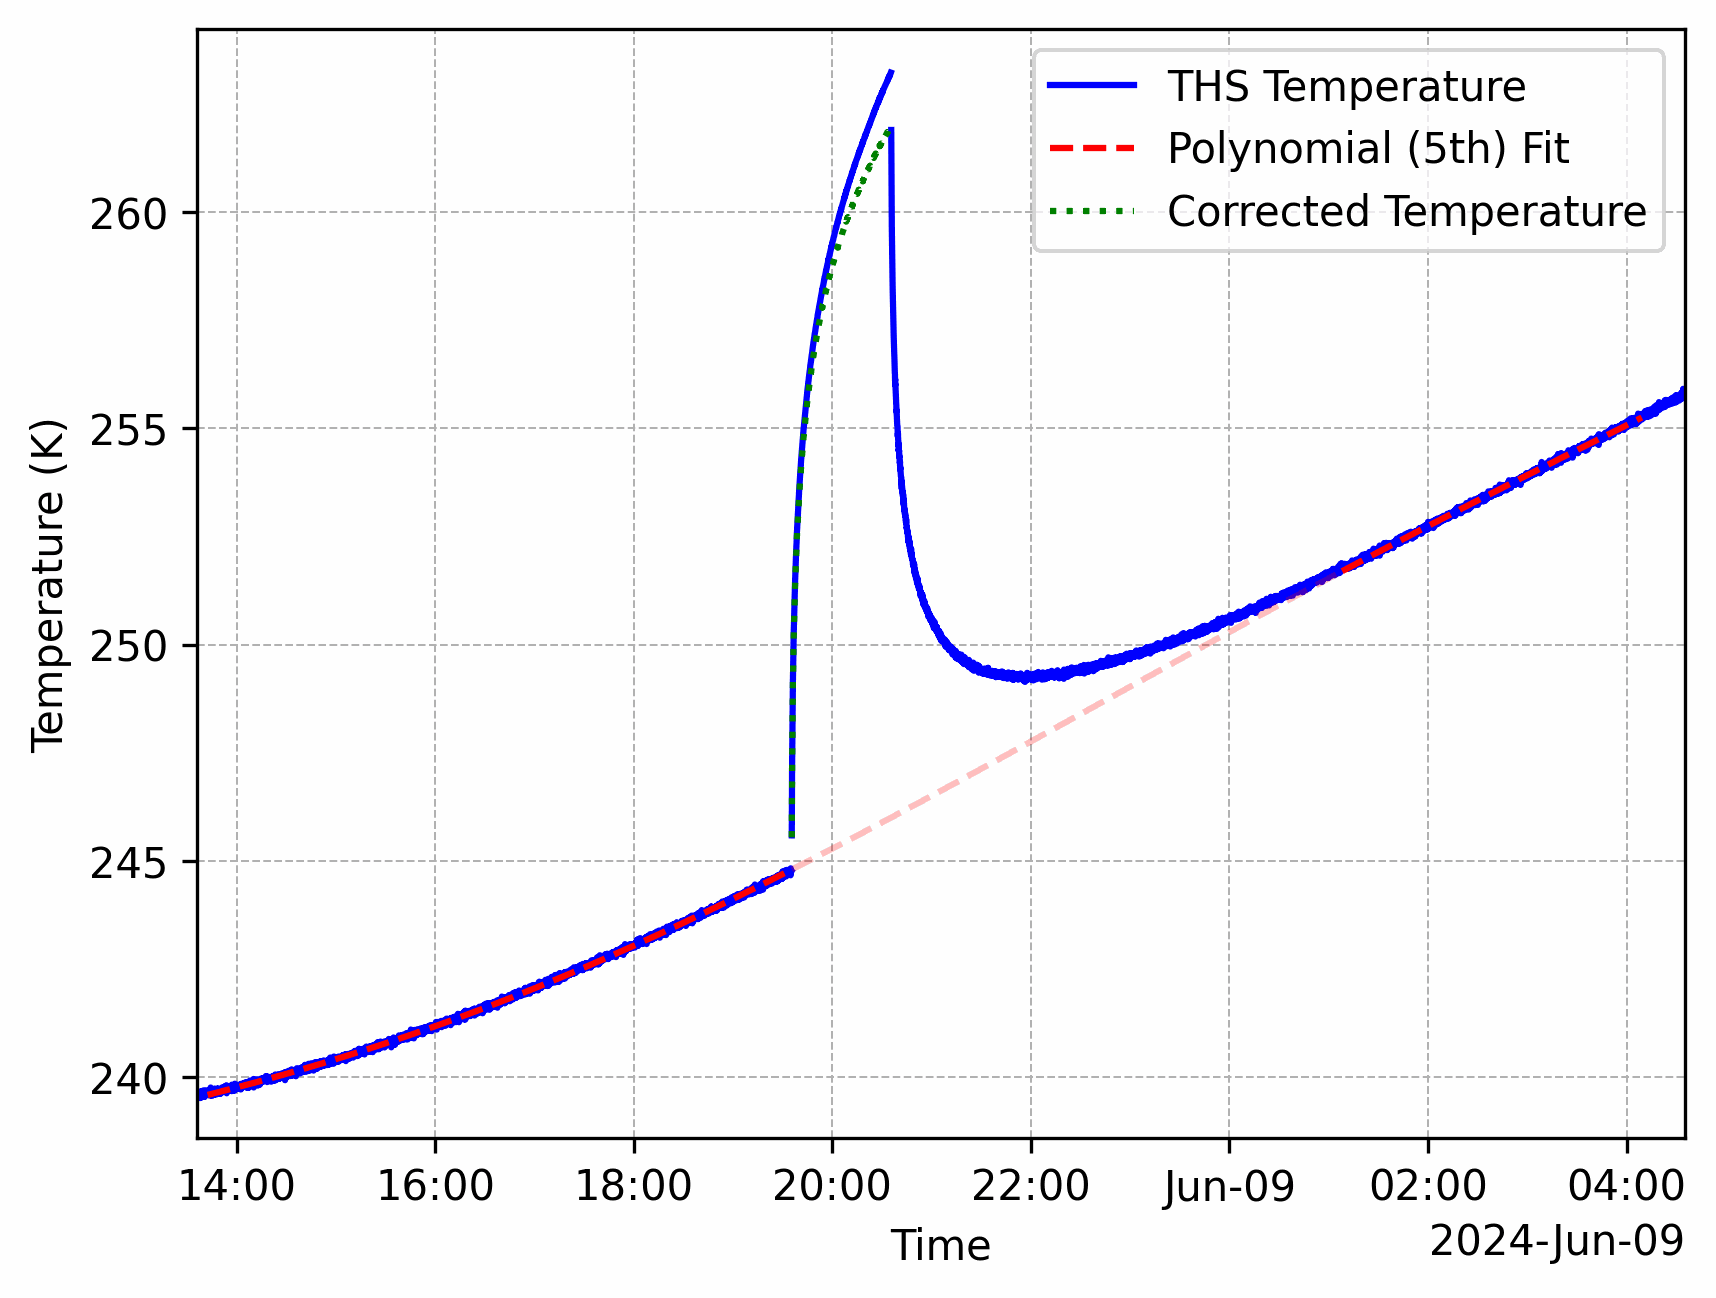 THS Temperature
Polynomial (5th) Fit
Corrected Temperature
260
255
250
245
240
Temperature (K)
14:00 16:00 18:00 20:00 22:00 Jun-09 02:00 04:00
Time
2024-Jun-09